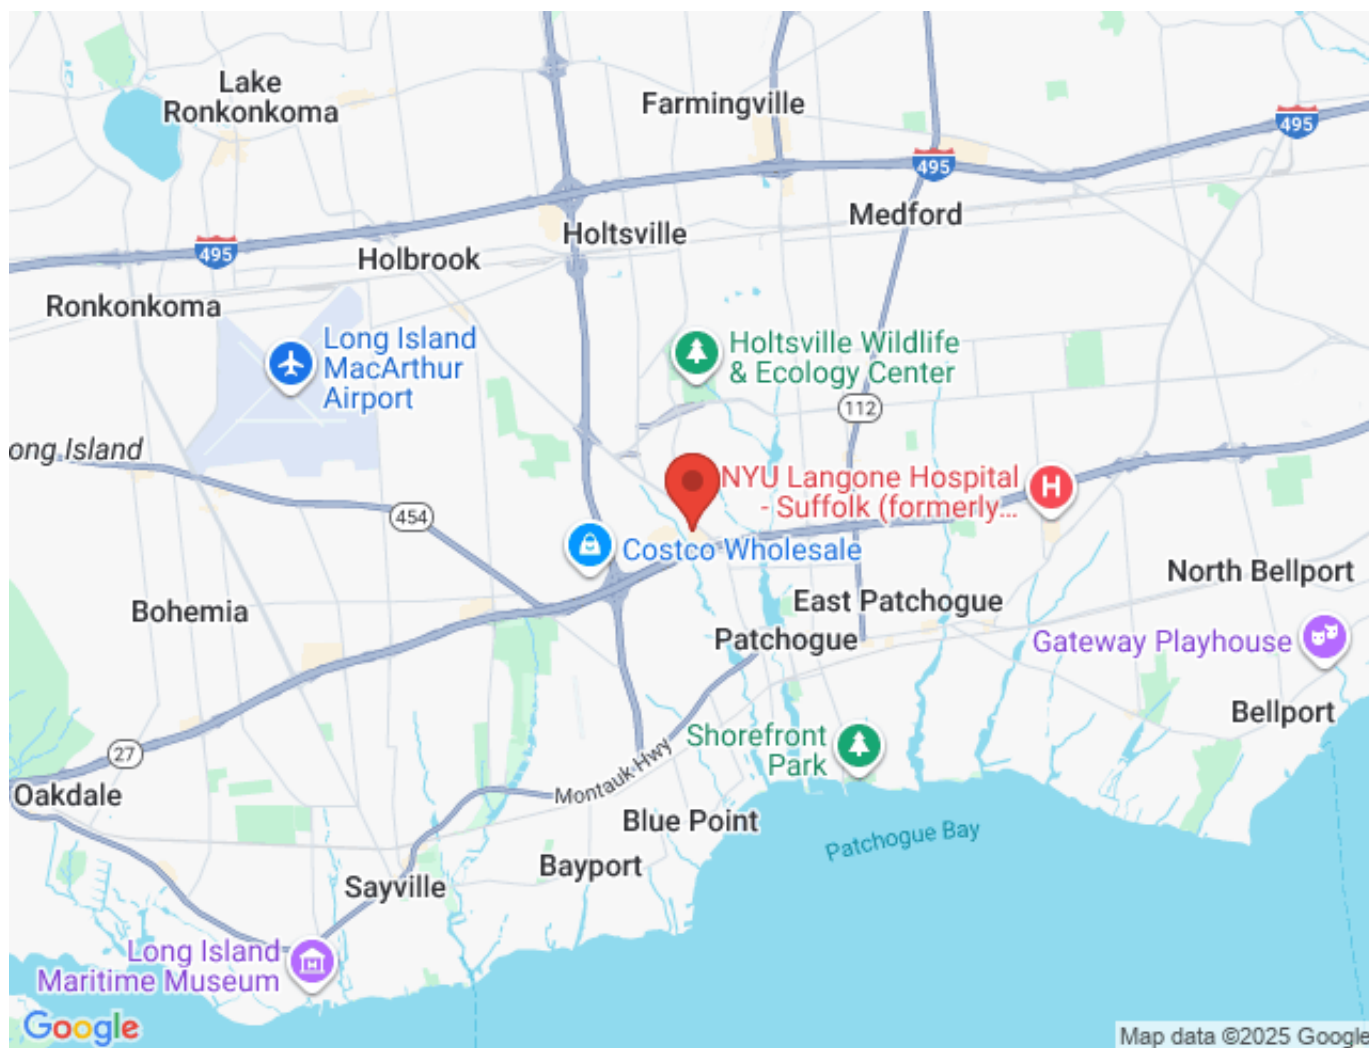 Lake
Ronkonkoma
Farmingville
495
495
Medford
Holtsville
495
Holbrook
Ronkonkoma
Long Island
MacArthur
Airport
Holtsville Wildlife
& Ecology Center
112
ong Island
NYU Langone Hospital
- Suffolk (formerly...
H
454
Costco Wholesale
North Bellport
East Patchogue
Bohemia
Patchogue
Gateway Playhouse
Bellport
Shorefront
Park
27
Montauk Hwy
Oakdale
Blue Point
Patchogue Bay
Bayport
Sayville
Long Island
Maritime Museum
Google
Map data ©2025 Google